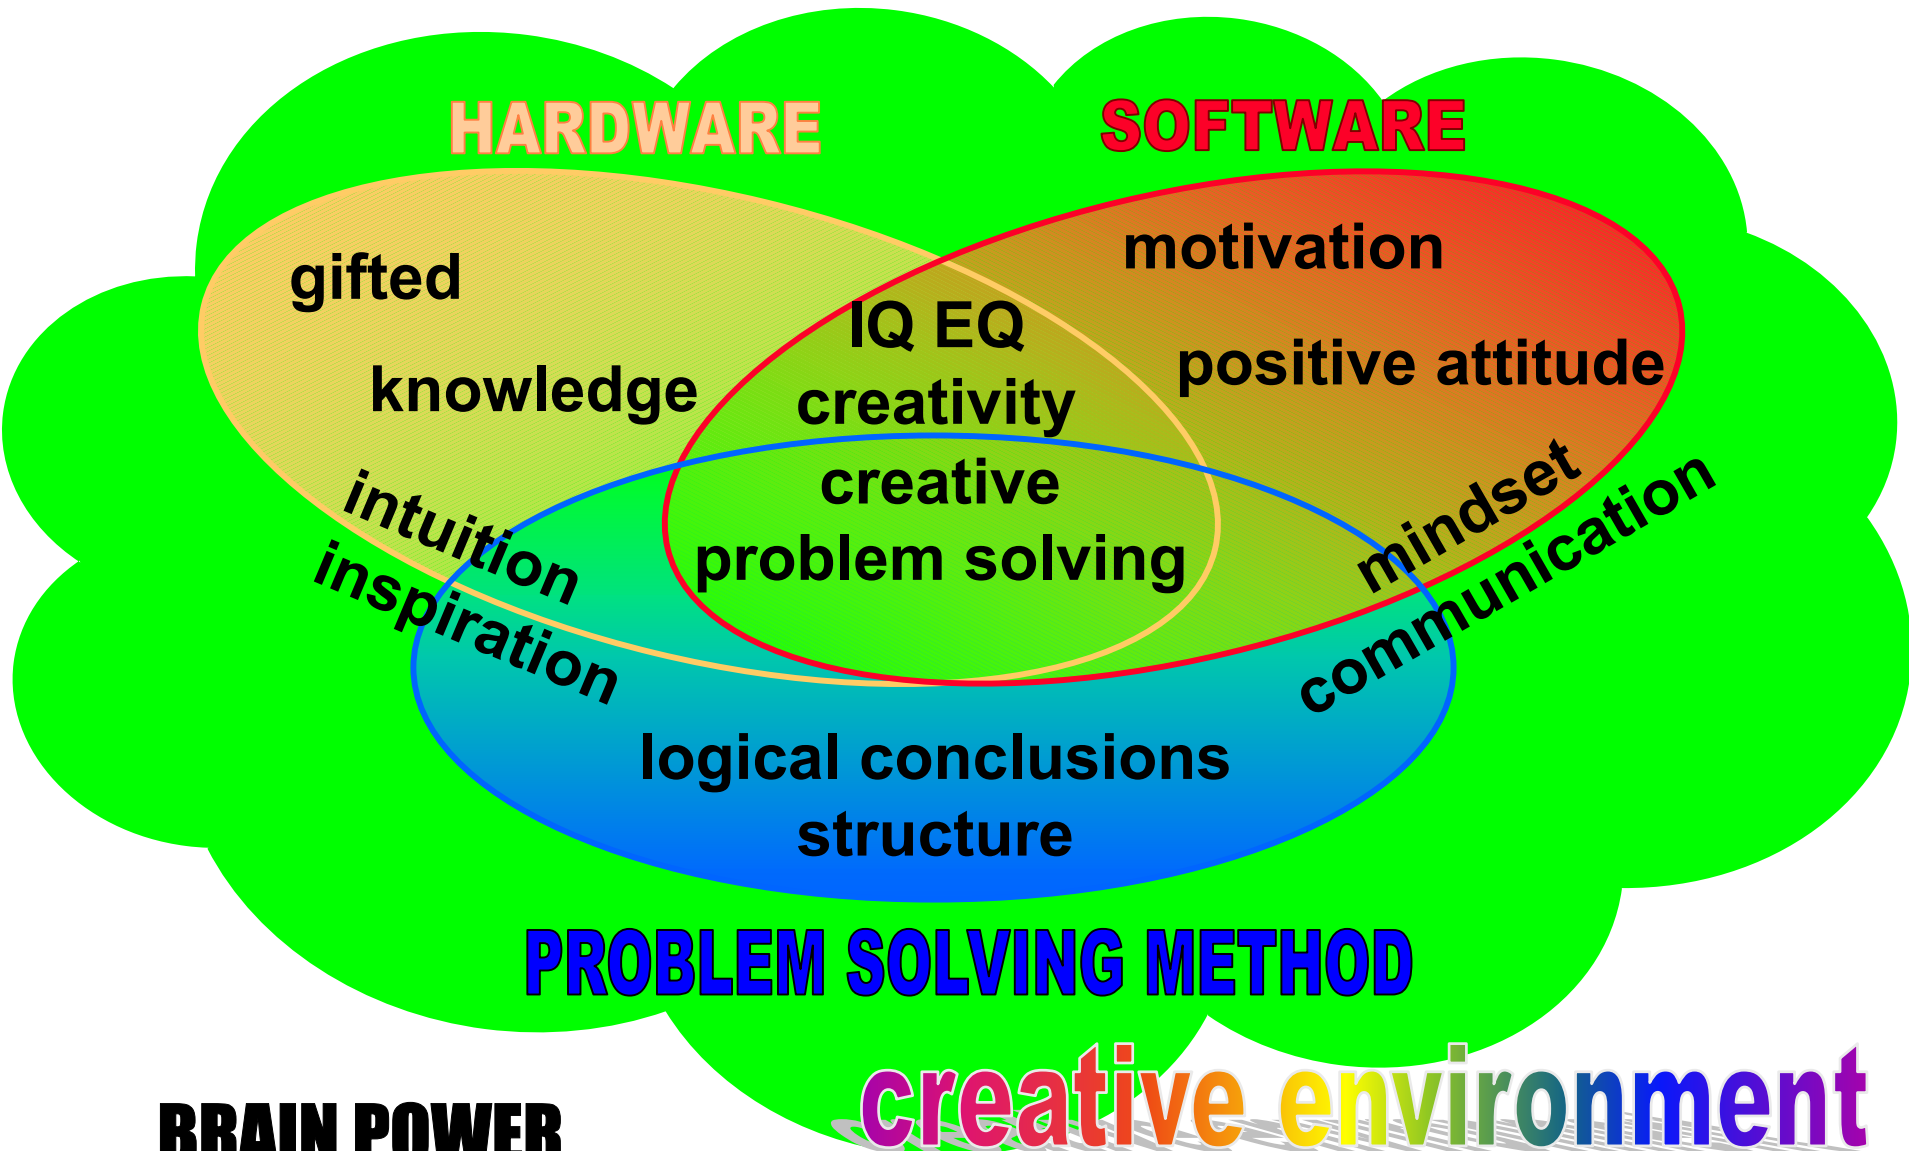 HARDWARE
SOFTWARE
gifted
knowledge
IQ EQ
creativity
motivation
positive attitude
intuition
inspiration
creative
problem solving
mindset
communication
logical conclusions
structure
PROBLEM SOLVING METHOD
BRAIN POWER
creative environment